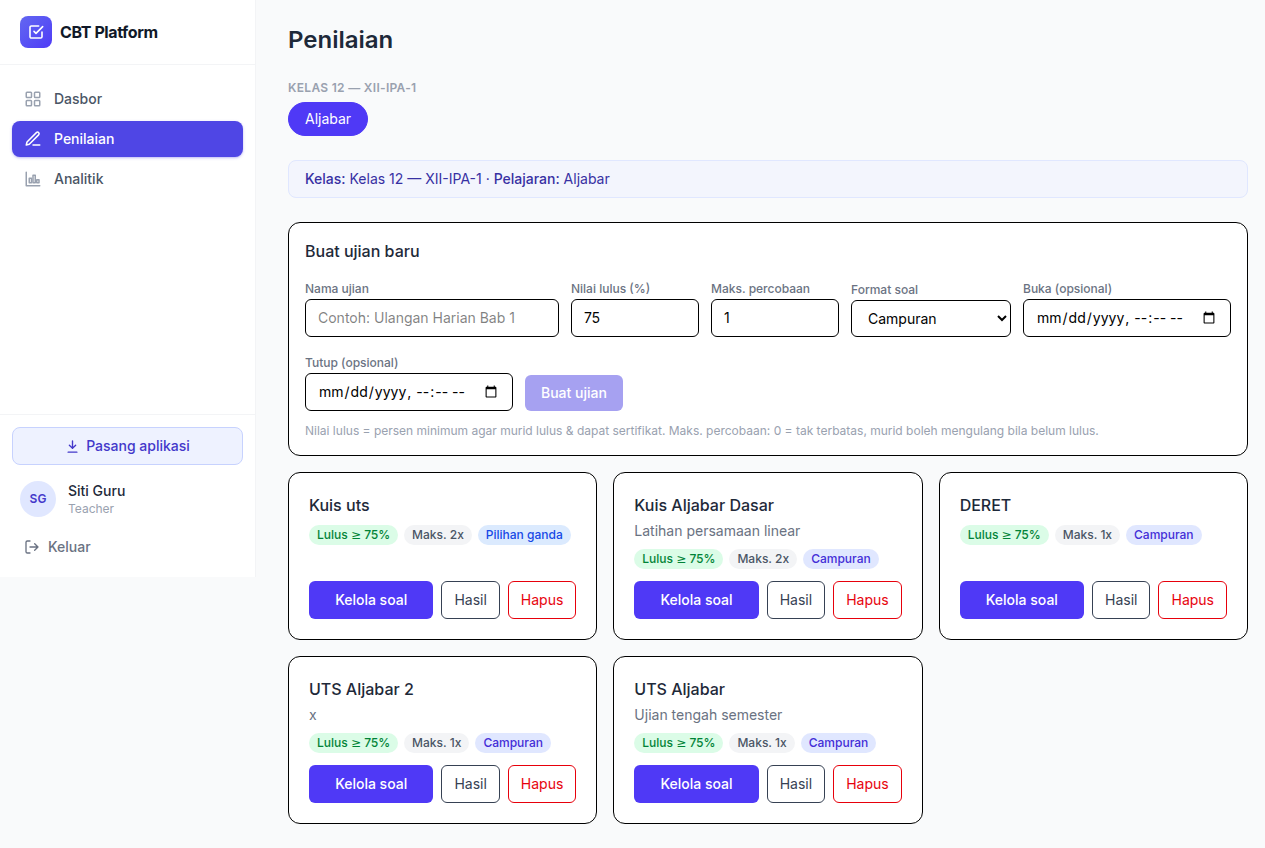 CBT Platform
Dasbor
Penilaian
Analitik
Pasang aplikasi
SG
Siti Guru
Teacher
Keluar
Penilaian
KELAS 12 — XII-IPA-1
Aljabar
Kelas: Kelas 12 — XII-IPA-1 · Pelajaran: Aljabar
Buat ujian baru
Nama ujian Nilai lulus (%) Maks. percobaan Format soal Buka (opsional)
Contoh: Ulangan Harian Bab 1 75 1 Campuran mm/dd/yyyy, --:-- --
Tutup (opsional)
mm/dd/yyyy, --:-- -- Buat ujian
Nilai lulus = persen minimum agar murid lulus & dapat sertifikat. Maks. percobaan: 0 = tak terbatas, murid boleh mengulang bila belum lulus.
Kuis uts
Lulus ≥ 75% Maks. 2x Pilihan ganda
Kelola soal Hasil Hapus
Kuis Aljabar Dasar
Latihan persamaan linear
Lulus ≥ 75% Maks. 2x Campuran
Kelola soal Hasil Hapus
DERET
Lulus ≥ 75% Maks. 1x Campuran
Kelola soal Hasil Hapus
UTS Aljabar 2
x
Lulus ≥ 75% Maks. 1x Campuran
Kelola soal Hasil Hapus
UTS Aljabar
Ujian tengah semester
Lulus ≥ 75% Maks. 1x Campuran
Kelola soal Hasil Hapus